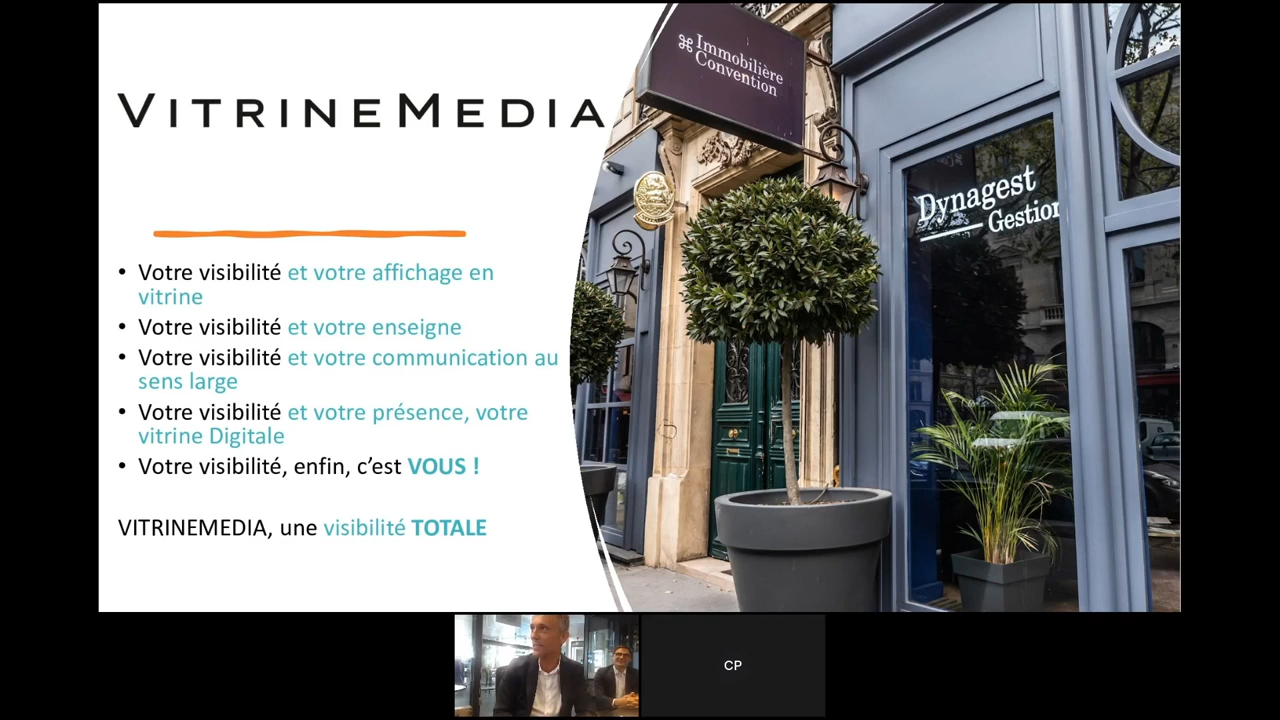 VITRINEMEDIA
• Votre visibilité et votre affichage en
vitrine
• Votre visibilité et votre enseigne
• Votre visibilité et votre communication au
sens large
• Votre visibilité et votre présence, votre
vitrine Digitale
• Votre visibilité, enfin, c’est VOUS !
VITRINEMEDIA, une visibilité TOTALE
Immobilière
Convention
Dynagest
Gestion
CP